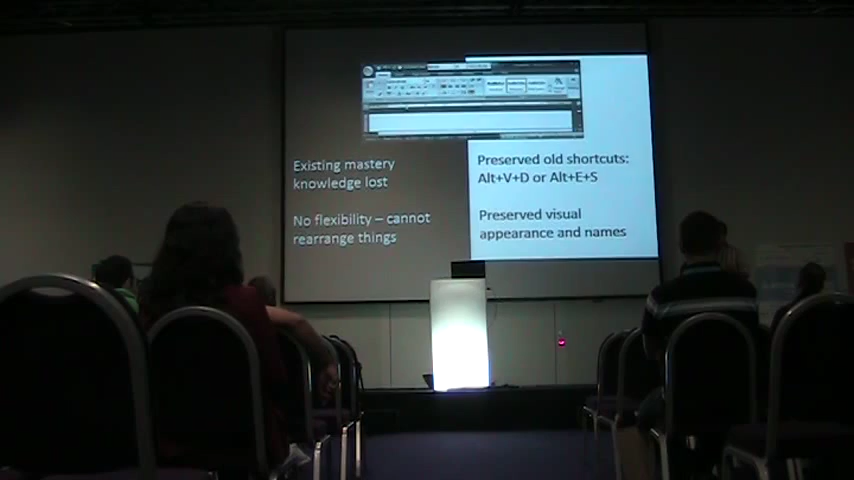 Existing mastery
knowledge lost
No flexibility – cannot
rearrange things
Preserved old shortcuts:
Alt+V+D or Alt+E+S
Preserved visual
appearance and names